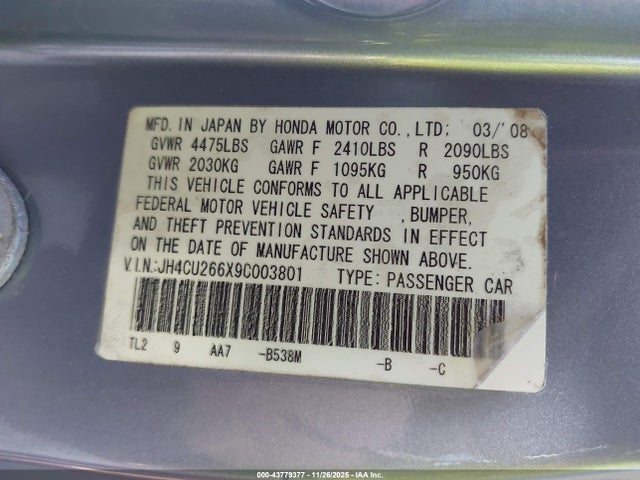 MFD. IN JAPAN BY HONDA MOTOR CO., LTD; 03/'08
GVWR 4475LBS GAWR F 2410LBS R 2090LBS
GVWR 2030KG GAWR F 1095KG R 950KG
THIS VEHICLE CONFORMS TO ALL APPLICABLE
FEDERAL MOTOR VEHICLE SAFETY , BUMPER,
AND THEFT PREVENTION STANDARDS IN EFFECT
ON THE DATE OF MANUFACTURE SHOWN ABOVE.
V.I.N.:JH4CU266X9C003801 TYPE: PASSENGER CAR
TL2 9 AA7 -B538M -B -C
000-43779377 - 11/26/2025 - IAA Inc.